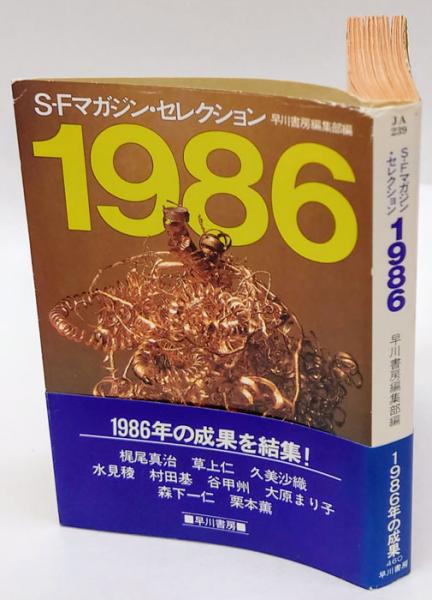 S-Fマガジン・セレクション 早川書房編集部編
1986
1986年の成果を結集!
梶尾真治 草上仁 久美沙織
水見稜 村田基 谷甲州 大原まり子
森下一仁 栗本薫
■早川書房■
JA
239
S-Fマガジン
・セレクション
1986
早川書房編集部編
1986年の成果
460
早川書房